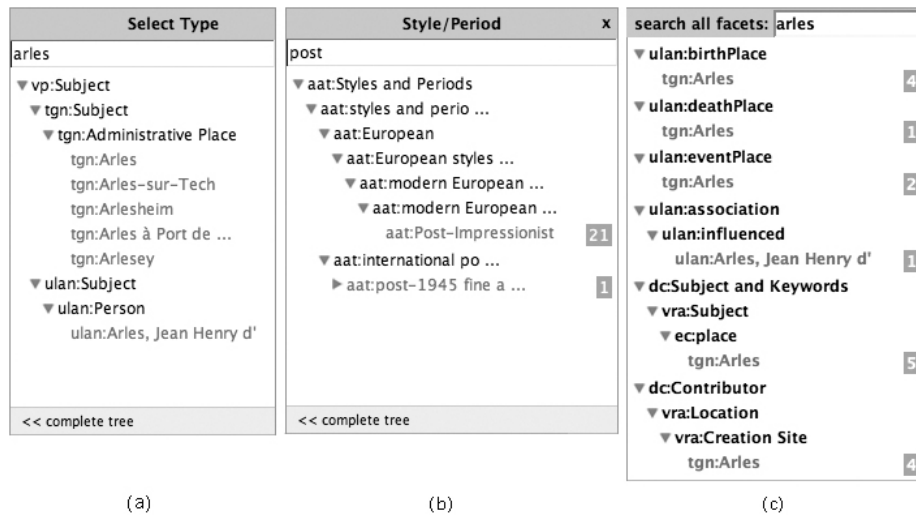 Select Type
arles
vp:Subject
tgn:Subject
tgn:Administrative Place
tgn:Arles
tgn:Arles-sur-Tech
tgn:Arlesheim
tgn:Arles à Port de ...
tgn:Arlesey
ulan:Subject
ulan:Person
ulan:Arles, Jean Henry d'
<< complete tree
(a)
Style/Period x
post
aat:Styles and Periods
aat:styles and perio ...
aat:European
aat:European styles ...
aat:modern European ...
aat:modern European ...
aat:Post-Impressionist 21
aat:international po ...
aat:post-1945 fine a ... 1
<< complete tree
(b)
search all facets: arles
ulan:birthPlace
tgn:Arles 4
ulan:deathPlace
tgn:Arles 1
ulan:eventPlace
tgn:Arles 2
ulan:association
ulan:influenced
ulan:Arles, Jean Henry d' 1
dc:Subject and Keywords
vra:Subject
ec:place
tgn:Arles 5
dc:Contributor
vra:Location
vra:Creation Site
tgn:Arles 4
(c)